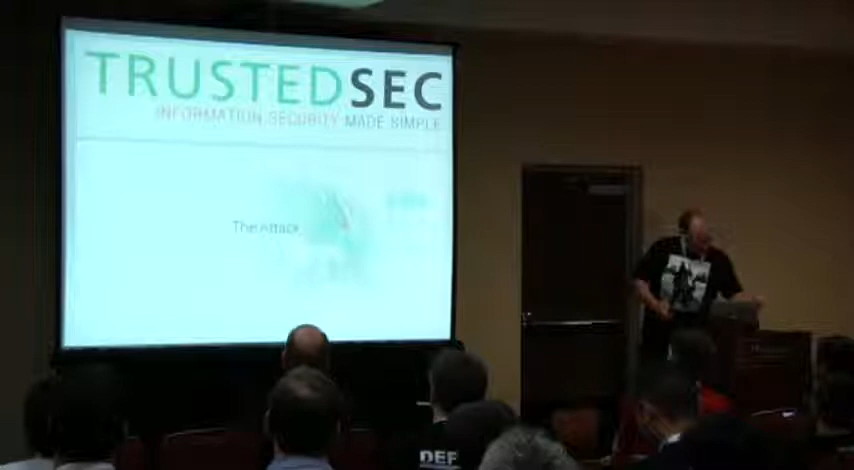 TRUSTEDSEC
INFORMATION SECURITY MADE SIMPLE
The Attack
DEF